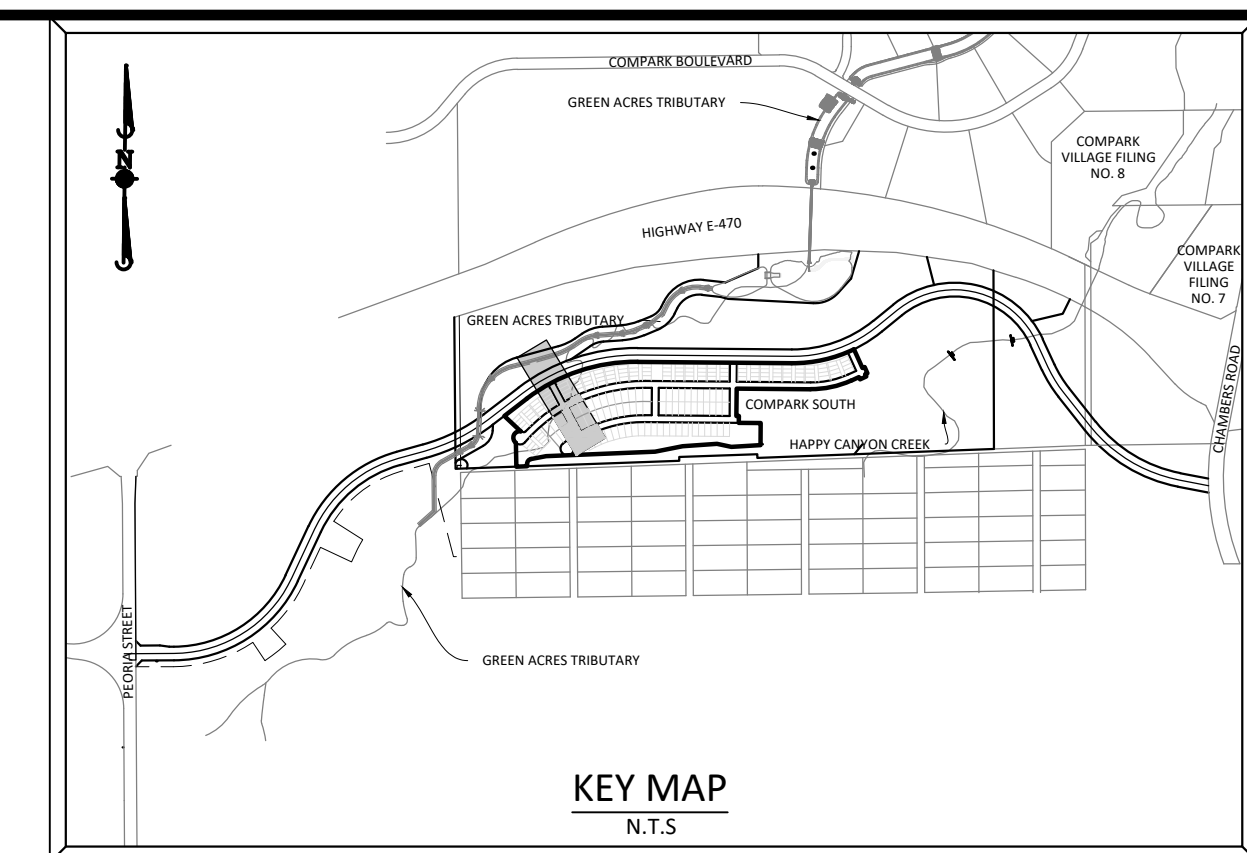 COMPARK BOULEVARD
GREEN ACRES TRIBUTARY
N
COMPARK
VILLAGE FILING
NO. 8
HIGHWAY E-470
COMPARK
VILLAGE
FILING
NO. 7
GREEN ACRES TRIBUTARY
CHAMBERS ROAD
COMPARK SOUTH
HAPPY CANYON CREEK
PEORIA STREET
GREEN ACRES TRIBUTARY
KEY MAP
N.T.S